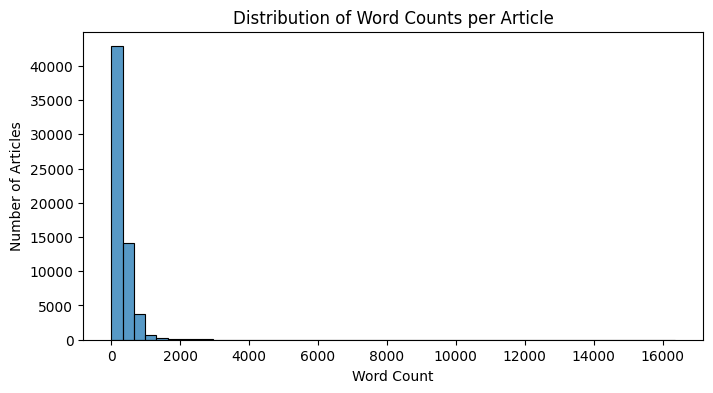 Distribution of Word Counts per Article
Number of Articles
40000
35000
30000
25000
20000
15000
10000
5000
0
0 2000 4000 6000 8000 10000 12000 14000 16000
Word Count